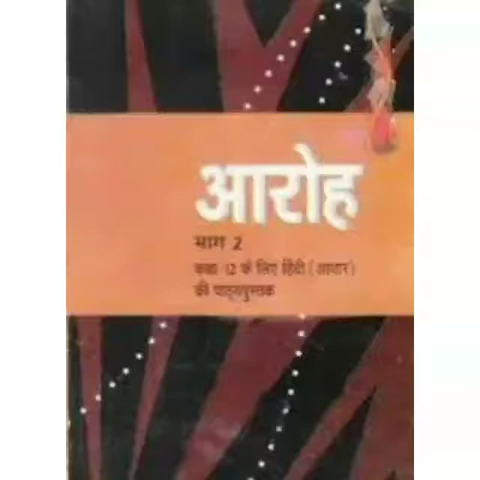 आरोह
भाग 2
कक्षा 12 के लिए हिंदी (आधार)
की पाठ्यपुस्तक